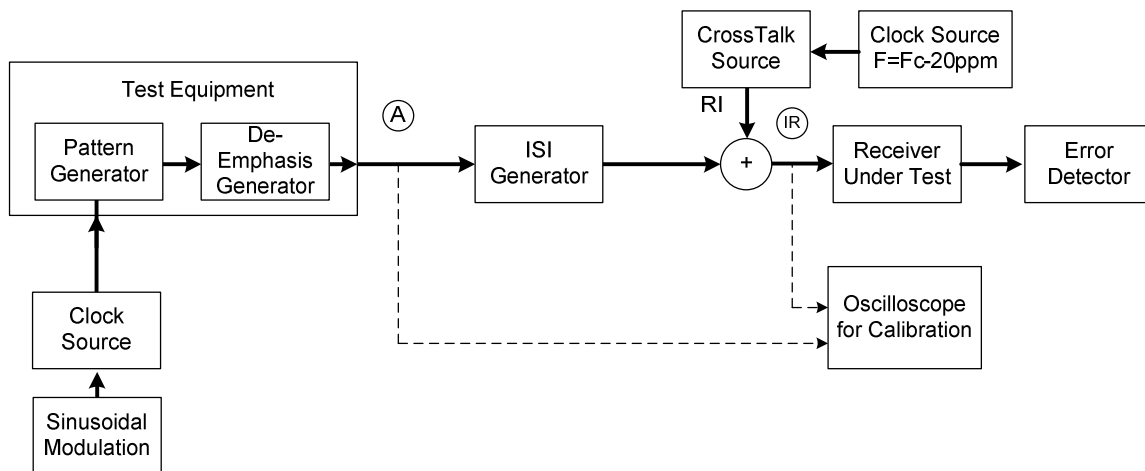 CrossTalk
Source
Clock Source
F=Fc-20ppm
Test Equipment
A
RI
IR
Pattern
Generator
De-
Emphasis
Generator
ISI
Generator
+
Receiver
Under Test
Error
Detector
Clock
Source
Oscilloscope
for Calibration
Sinusoidal
Modulation